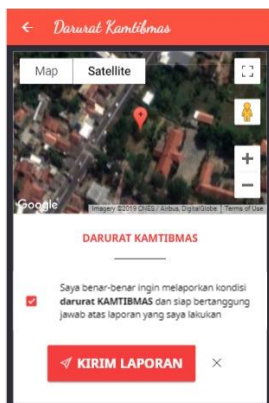 Darurat Kamtibmas
Map Satellite
Google
Imagery ©2019 CNES / Airbus, DigitalGlobe Terms of Use
DARURAT KAMTIBMAS
Saya benar-benar ingin melaporkan kondisi
darurat KAMTIBMAS dan siap bertanggung
jawab atas laporan yang saya lakukan
KIRIM LAPORAN